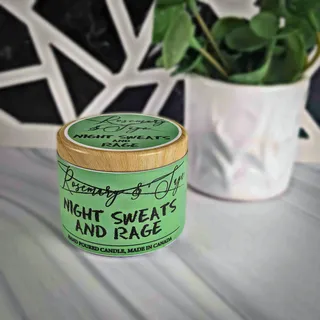 Rosemary
& Sage
NIGHT SWEATS
AND
RAGE
Rosemary & Sage
NIGHT SWEATS
AND RAGE
HAND POURED CANDLE, MADE IN CANADA